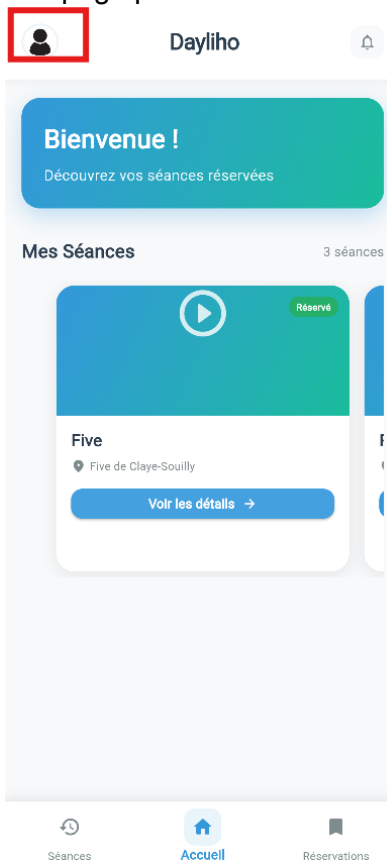 Dayliho
Bienvenue !
Découvrez vos séances réservées
Mes Séances
3 séances
Réservé
Five
Five de Claye-Souilly
Voir les détails →
Séances
Accueil
Réservations